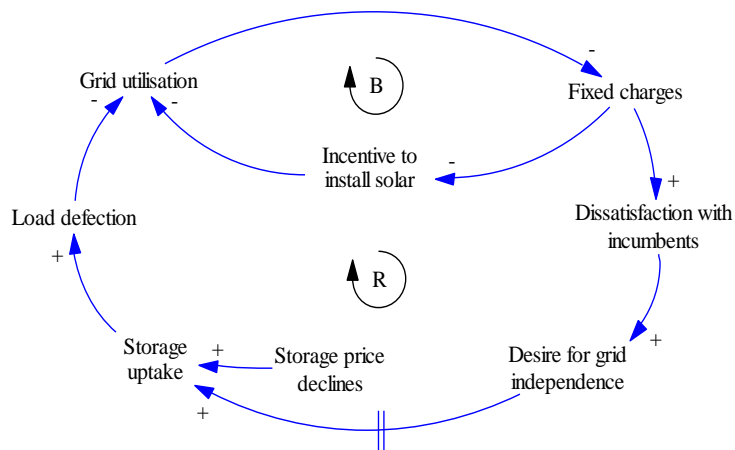 -
Grid utilisation
-
-
B
Fixed charges
Incentive to
install solar
-
+
Load defection
Dissatisfaction with
incumbents
+
R
+
Storage
uptake
+
Storage price
declines
Desire for grid
independence
+